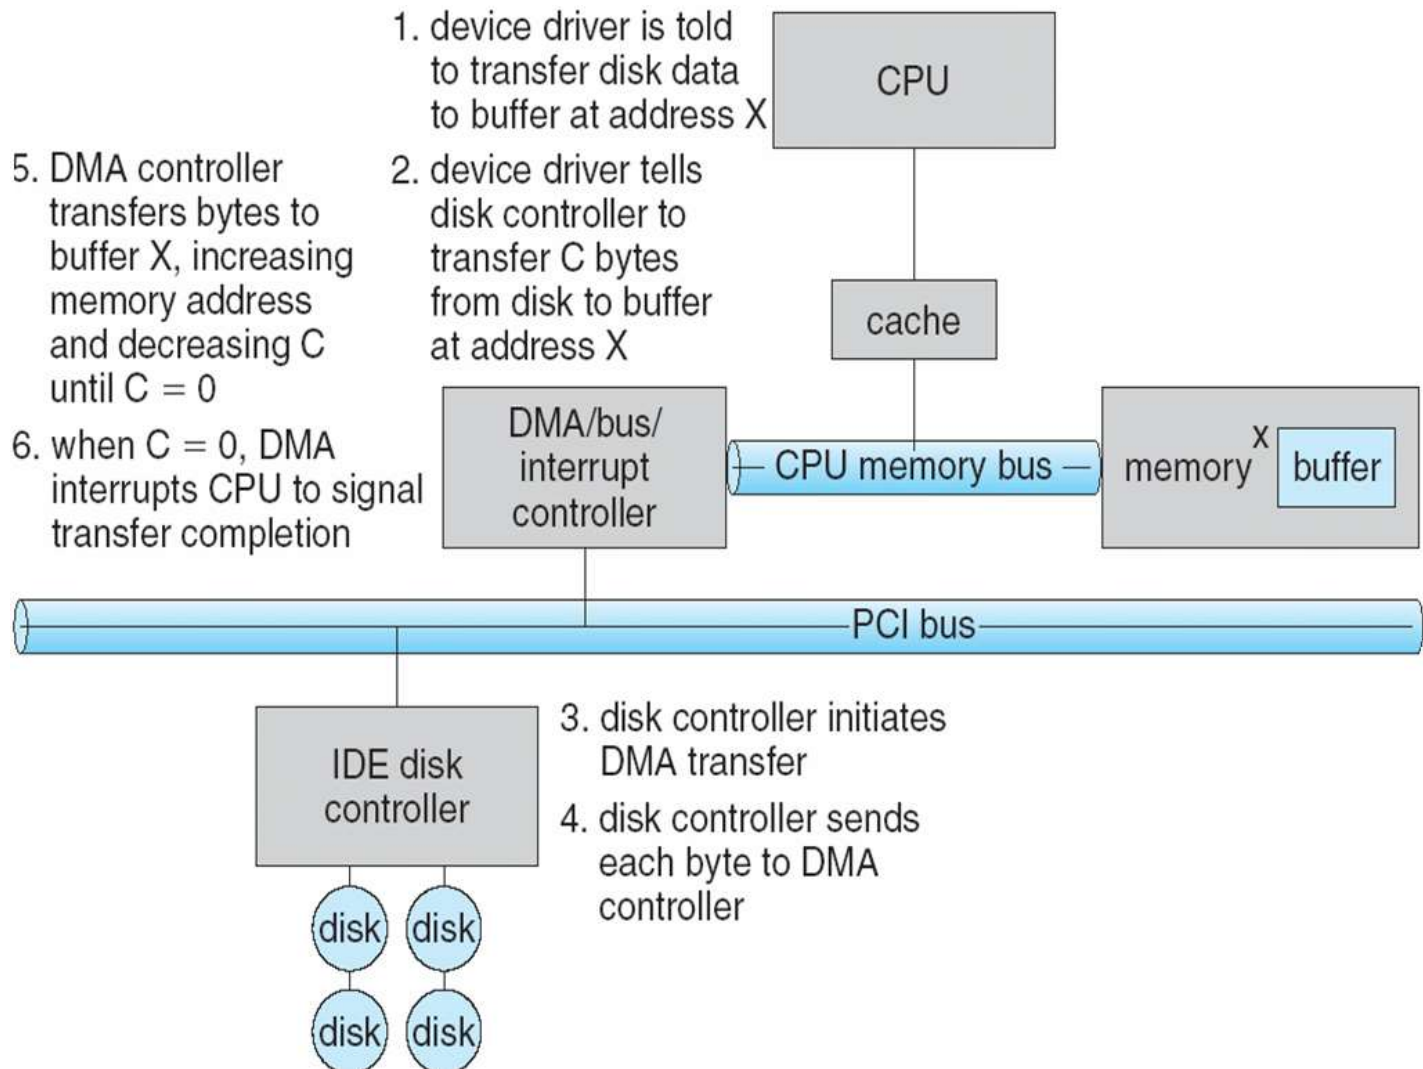 1. device driver is told
to transfer disk data
to buffer at address X
CPU
5. DMA controller
transfers bytes to
buffer X, increasing
memory address
and decreasing C
until C = 0
2. device driver tells
disk controller to
transfer C bytes
from disk to buffer
at address X
cache
6. when C = 0, DMA
interrupts CPU to signal
transfer completion
DMA/bus/
interrupt
controller
CPU memory bus
memory
X
buffer
PCI bus
IDE disk
controller
3. disk controller initiates
DMA transfer
4. disk controller sends
each byte to DMA
controller
disk
disk
disk
disk